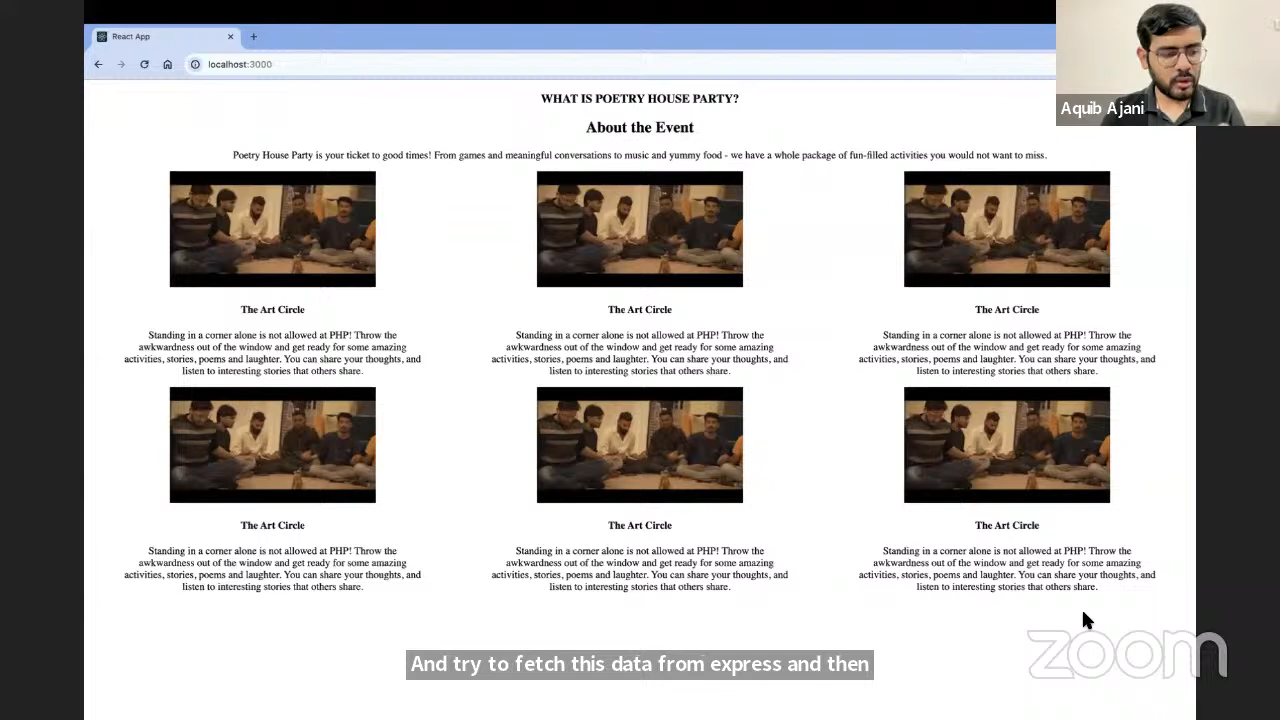 React App
localhost:3000
Aquib Ajani
WHAT IS POETRY HOUSE PARTY?
About the Event
Poetry House Party is your ticket to good times! From games and meaningful conversations to music and yummy food - we have a whole package of fun-filled activities you would not want to miss.
The Art Circle
Standing in a corner alone is not allowed at PHP! Throw the
awkwardness out of the window and get ready for some amazing
activities, stories, poems and laughter. You can share your thoughts, and
listen to interesting stories that others share.
The Art Circle
Standing in a corner alone is not allowed at PHP! Throw the
awkwardness out of the window and get ready for some amazing
activities, stories, poems and laughter. You can share your thoughts, and
listen to interesting stories that others share.
The Art Circle
Standing in a corner alone is not allowed at PHP! Throw the
awkwardness out of the window and get ready for some amazing
activities, stories, poems and laughter. You can share your thoughts, and
listen to interesting stories that others share.
The Art Circle
Standing in a corner alone is not allowed at PHP! Throw the
awkwardness out of the window and get ready for some amazing
activities, stories, poems and laughter. You can share your thoughts, and
listen to interesting stories that others share.
The Art Circle
Standing in a corner alone is not allowed at PHP! Throw the
awkwardness out of the window and get ready for some amazing
activities, stories, poems and laughter. You can share your thoughts, and
listen to interesting stories that others share.
The Art Circle
Standing in a corner alone is not allowed at PHP! Throw the
awkwardness out of the window and get ready for some amazing
activities, stories, poems and laughter. You can share your thoughts, and
listen to interesting stories that others share.
And try to fetch this data from express and then
zoom